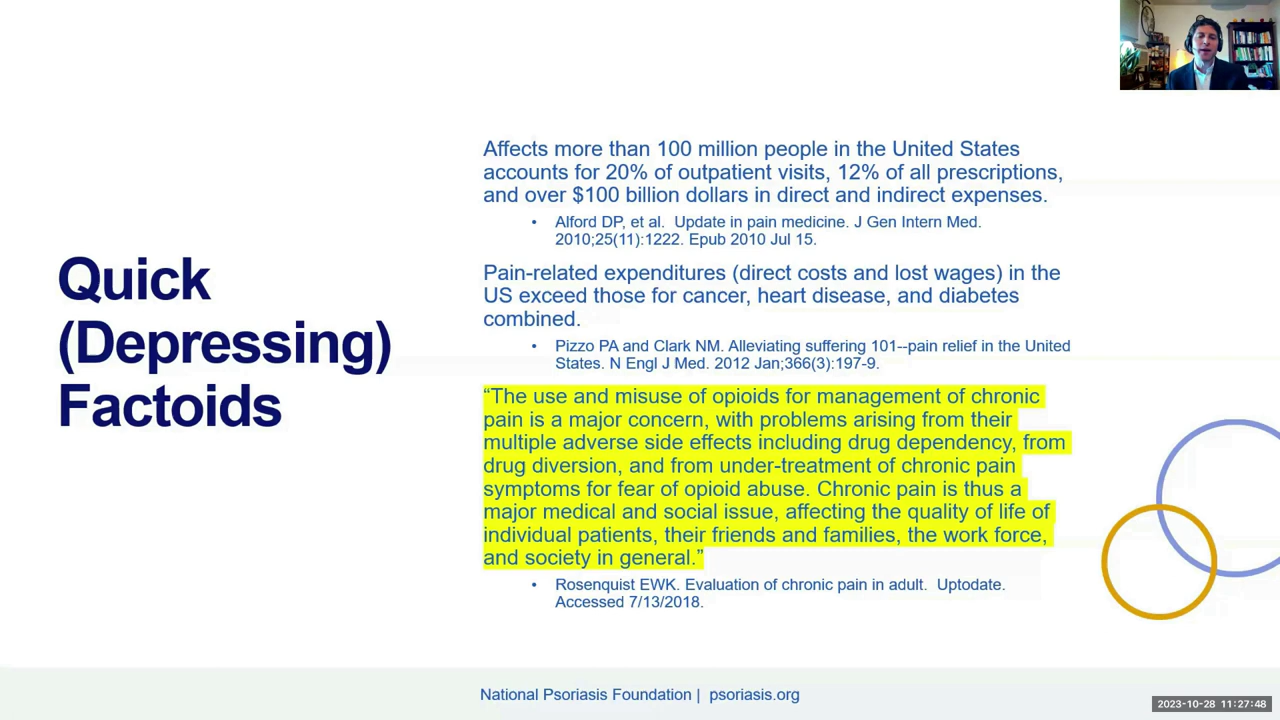 Quick
(Depressing)
Factoids
Affects more than 100 million people in the United States
accounts for 20% of outpatient visits, 12% of all prescriptions,
and over $100 billion dollars in direct and indirect expenses.
• Alford DP, et al.  Update in pain medicine. J Gen Intern Med.
2010;25(11):1222. Epub 2010 Jul 15.
Pain-related expenditures (direct costs and lost wages) in the
US exceed those for cancer, heart disease, and diabetes
combined.
• Pizzo PA and Clark NM. Alleviating suffering 101--pain relief in the United
States. N Engl J Med. 2012 Jan;366(3):197-9.
“The use and misuse of opioids for management of chronic
pain is a major concern, with problems arising from their
multiple adverse side effects including drug dependency, from
drug diversion, and from under-treatment of chronic pain
symptoms for fear of opioid abuse. Chronic pain is thus a
major medical and social issue, affecting the quality of life of
individual patients, their friends and families, the work force,
and society in general.”
• Rosenquist EWK. Evaluation of chronic pain in adult.  Uptodate.
Accessed 7/13/2018.
National Psoriasis Foundation | psoriasis.org
2023-10-28 11:27:48